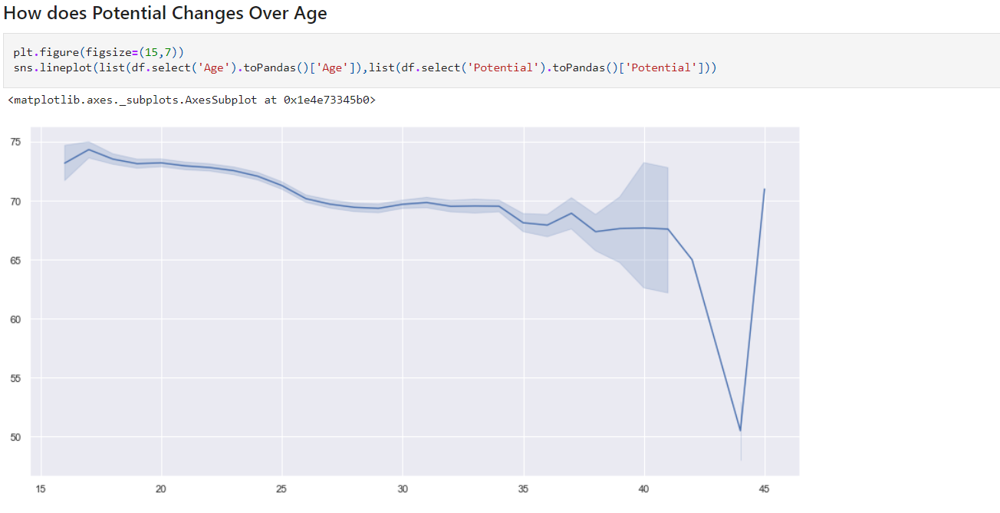 How does Potential Changes Over Age
plt.figure(figsize=(15,7))
sns.lineplot(list(df.select('Age').toPandas()['Age']),list(df.select('Potential').toPandas()['Potential']))
<matplotlib.axes._subplots.AxesSubplot at 0x1e4e73345b0>
75
70
65
60
55
50
15 20 25 30 35 40 45